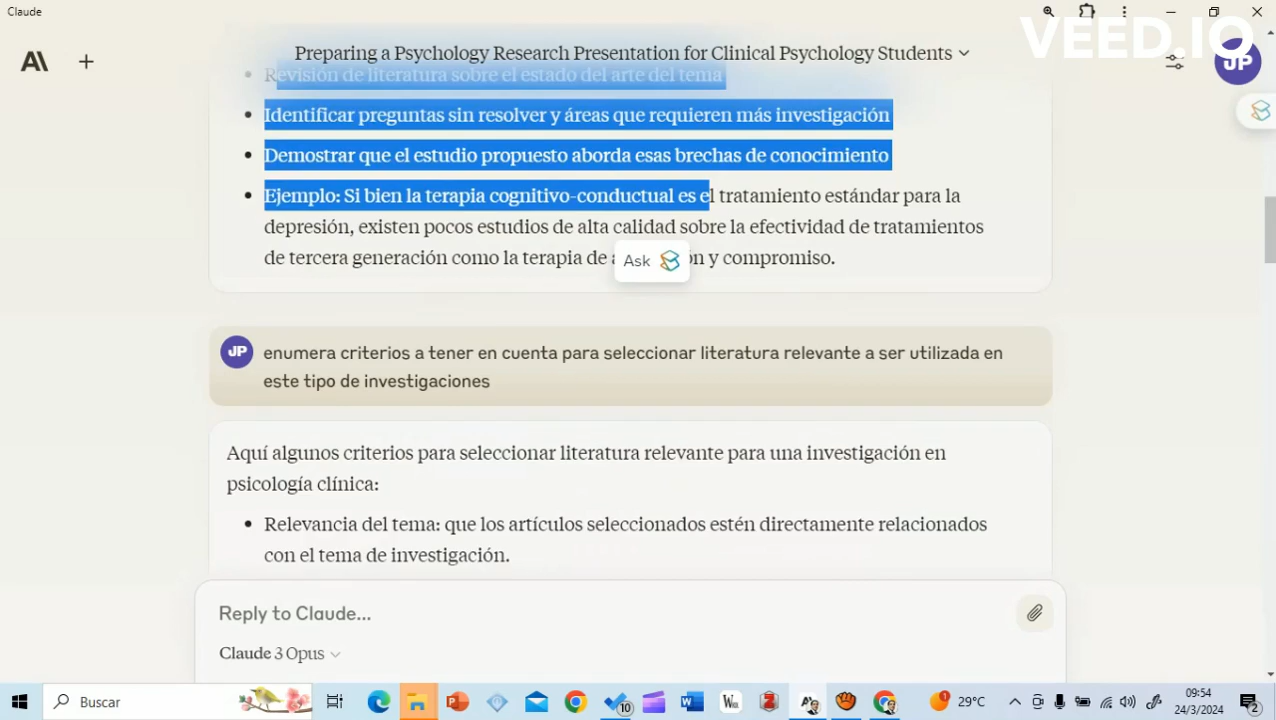 Claude
VEED.IO
Preparing a Psychology Research Presentation for Clinical Psychology Students
JP
Revisión de literatura sobre el estado del arte del tema
Identificar preguntas sin resolver y áreas que requieren más investigación
Demostrar que el estudio propuesto aborda esas brechas de conocimiento
Ejemplo: Si bien la terapia cognitivo-conductual es el tratamiento estándar para la
depresión, existen pocos estudios de alta calidad sobre la efectividad de tratamientos
de tercera generación como la terapia de a n y compromiso.
Ask
JP enumera criterios a tener en cuenta para seleccionar literatura relevante a ser utilizada en
este tipo de investigaciones
Aquí algunos criterios para seleccionar literatura relevante para una investigación en
psicología clínica:
Relevancia del tema: que los artículos seleccionados estén directamente relacionados
con el tema de investigación.
Reply to Claude...
Claude 3 Opus
Buscar
10
29°C
09:54
24/3/2024
2